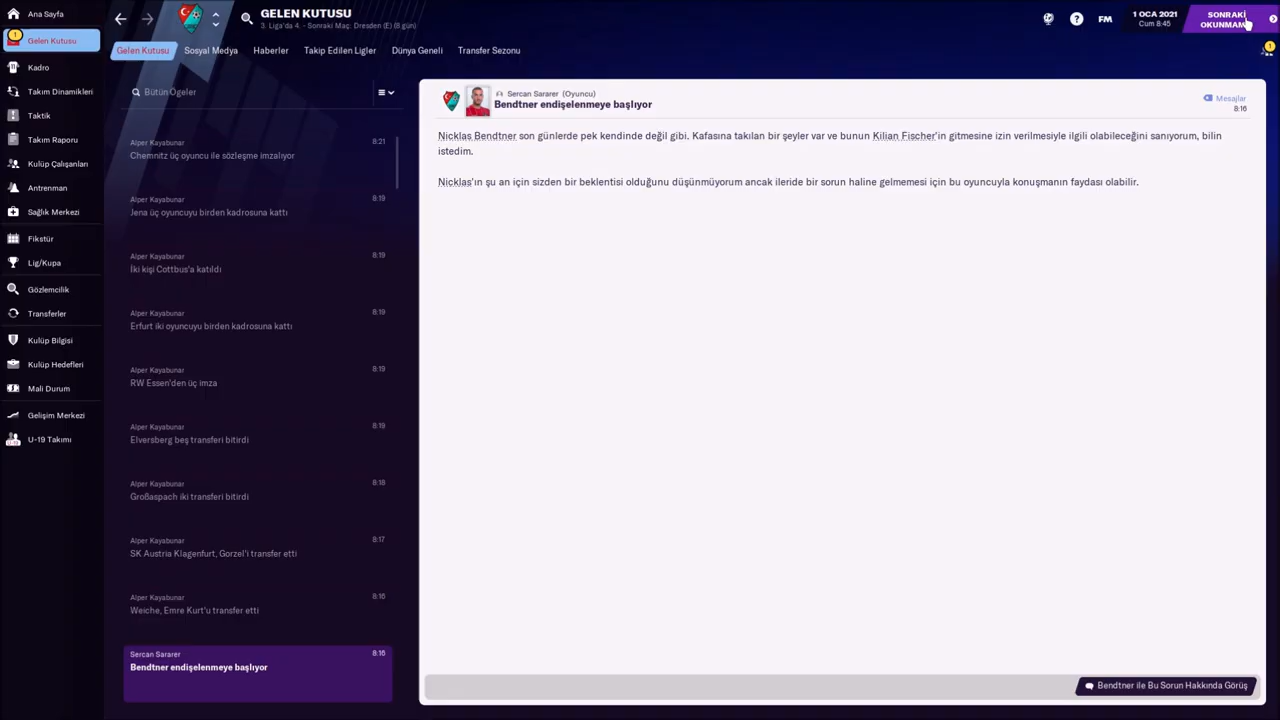 Ana Sayfa
Gelen Kutusu
Kadro
Takım Dinamikleri
Taktik
Takım Raporu
Kulüp Çalışanları
Antrenman
Sağlık Merkezi
Fikstür
Lig/Kupa
Gözlemcilik
Transferler
Kulüp Bilgisi
Kulüp Hedefleri
Mali Durum
Gelişim Merkezi
U-19 Takımı
GELEN KUTUSU
3. Liga'da 4. - Sonraki Maç: Dresden (E) (8 gün)
FM
1 OCA 2021
Cum 8:45
SONRAKİ
Gelen Kutusu Sosyal Medya Haberler Takip Edilen Ligler Dünya Geneli Transfer Sezonu
Bütün Ögeler
Alper Kayabunar 8:21
Chemnitz üç oyuncu ile sözleşme imzalıyor
Alper Kayabunar 8:19
Jena üç oyuncuyu birden kadrosuna kattı
Alper Kayabunar 8:19
İki kişi Cottbus'a katıldı
Alper Kayabunar 8:19
Erfurt iki oyuncuyu birden kadrosuna kattı
Alper Kayabunar 8:19
RW Essen'den üç imza
Alper Kayabunar 8:19
Elversberg beş transferi bitirdi
Alper Kayabunar 8:18
Großaspach iki transferi bitirdi
Alper Kayabunar 8:17
SK Austria Klagenfurt, Gorzel'i transfer etti
Alper Kayabunar 8:16
Weiche, Emre Kurt'u transfer etti
Sercan Sararer 8:16
Bendtner endişelenmeye başlıyor
Sercan Sararer (Oyuncu)
Bendtner endişelenmeye başlıyor
Mesajlar
8:16
Nicklas Bendtner son günlerde pek kendinde değil gibi. Kafasına takılan bir şeyler var ve bunun Kilian Fischer'in gitmesine izin verilmesiyle ilgili olabileceğini sanıyorum, bilin
istedim.
Nicklas'ın şu an için sizden bir beklentisi olduğunu düşünmüyorum ancak ileride bir sorun haline gelmemesi için bu oyuncuyla konuşmanın faydası olabilir.
Bendtner ile Bu Sorun Hakkında Görüş